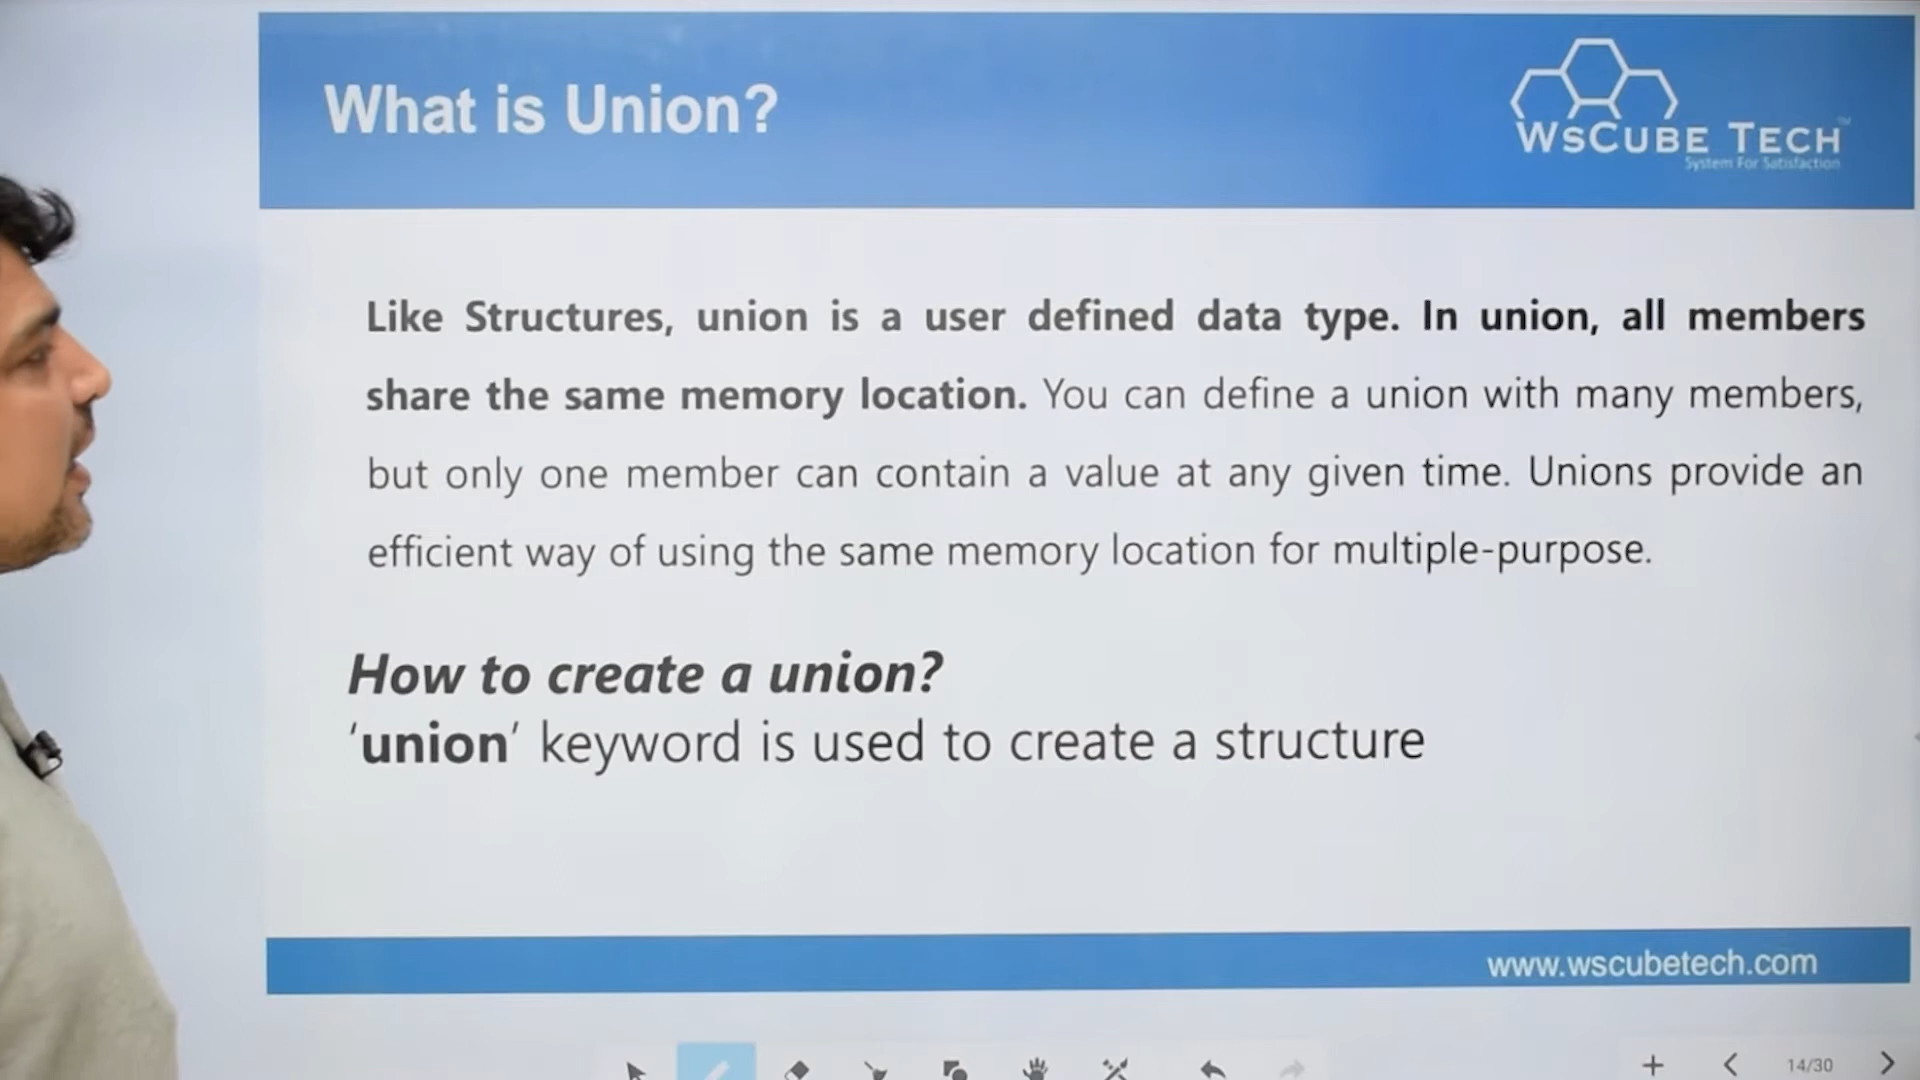 What is Union?
WsCube Tech
System For Satisfaction
Like Structures, union is a user defined data type. In union, all members
share the same memory location. You can define a union with many members,
but only one member can contain a value at any given time. Unions provide an
efficient way of using the same memory location for multiple-purpose.
How to create a union?
‘union’ keyword is used to create a structure
www.wscubetech.com
14/30